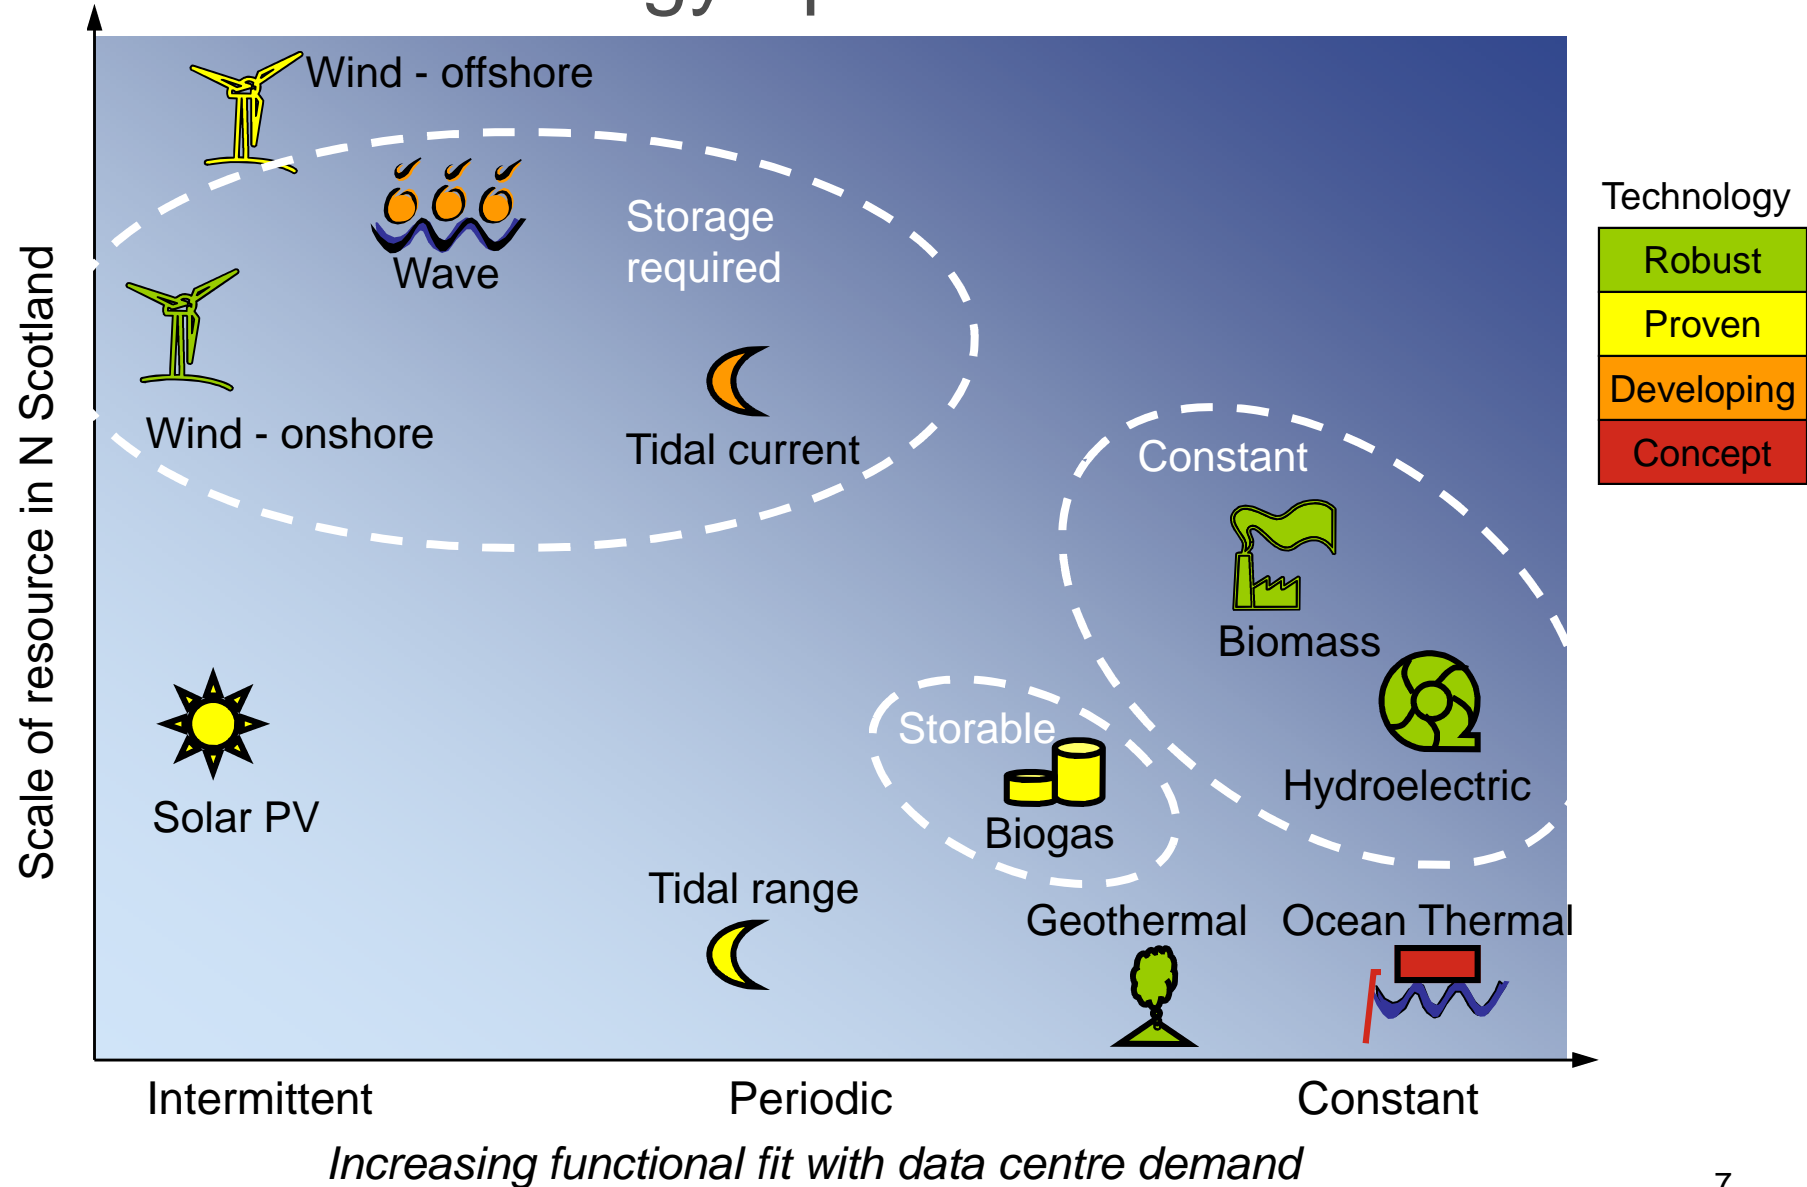 Wind - offshore
Storage
required
Wave
Wind - onshore
Tidal current
Constant
Biomass
Storable
Hydroelectric
Solar PV
Biogas
Tidal range
Geothermal
Ocean Thermal
Technology
Robust
Proven
Developing
Concept
Scale of resource in N Scotland
Intermittent
Periodic
Constant
Increasing functional fit with data centre demand
7